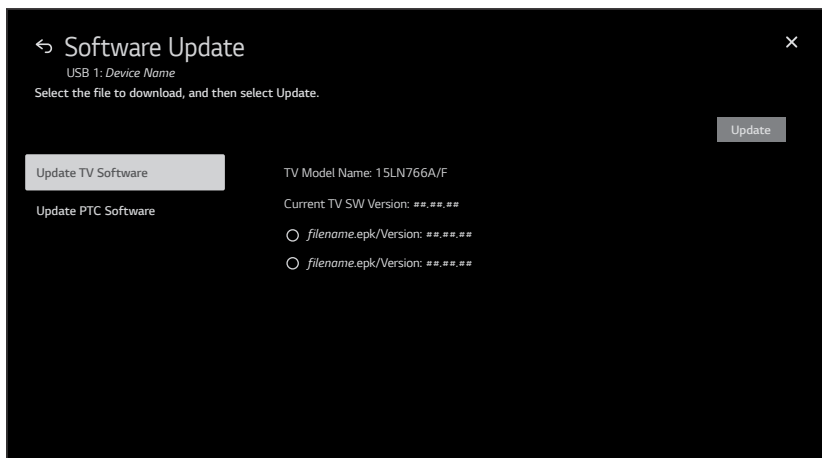 Software Update
USB 1: Device Name
Select the file to download, and then select Update.
Update
Update TV Software
TV Model Name: 15LN766A/F
Update PTC Software
Current TV SW Version: ##.##.##
filename.epk/Version: ##.##.##
filename.epk/Version: ##.##.##